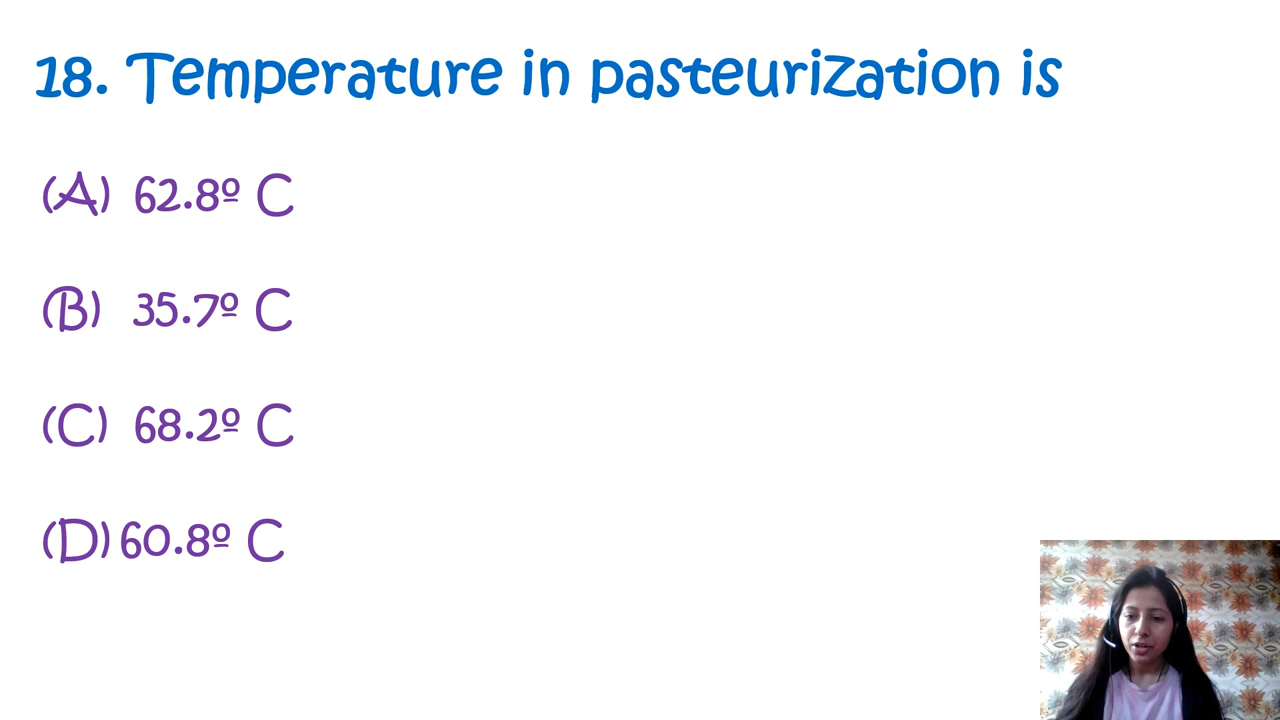 18. Temperature in pasteurization is
(A) 62.8º C
(B) 35.7º C
(C) 68.2º C
(D) 60.8º C